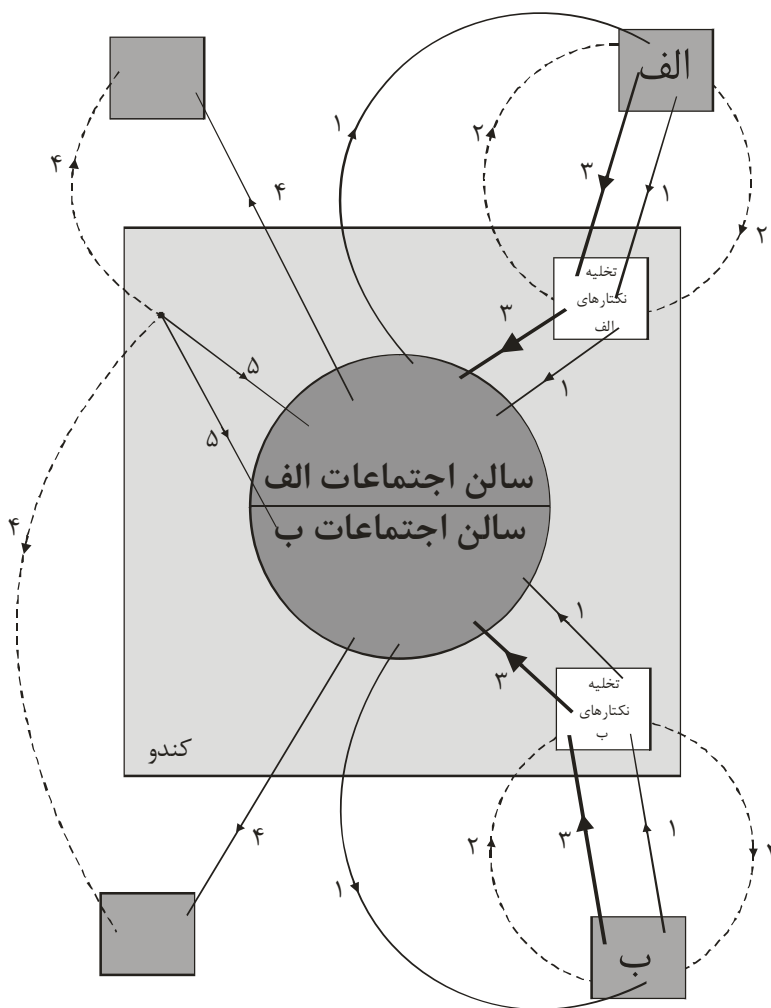 الف
۱
۲
۳
۱
۲
۴
۴
تخلیه
نکتارهای
الف
۳
۱
۵
۵
سالن اجتماعات الف
سالن اجتماعات ب
۴
۱
۳
تخلیه
نکتارهای
ب
کندو
۴
۱
۲
۳
۱
۲
ب